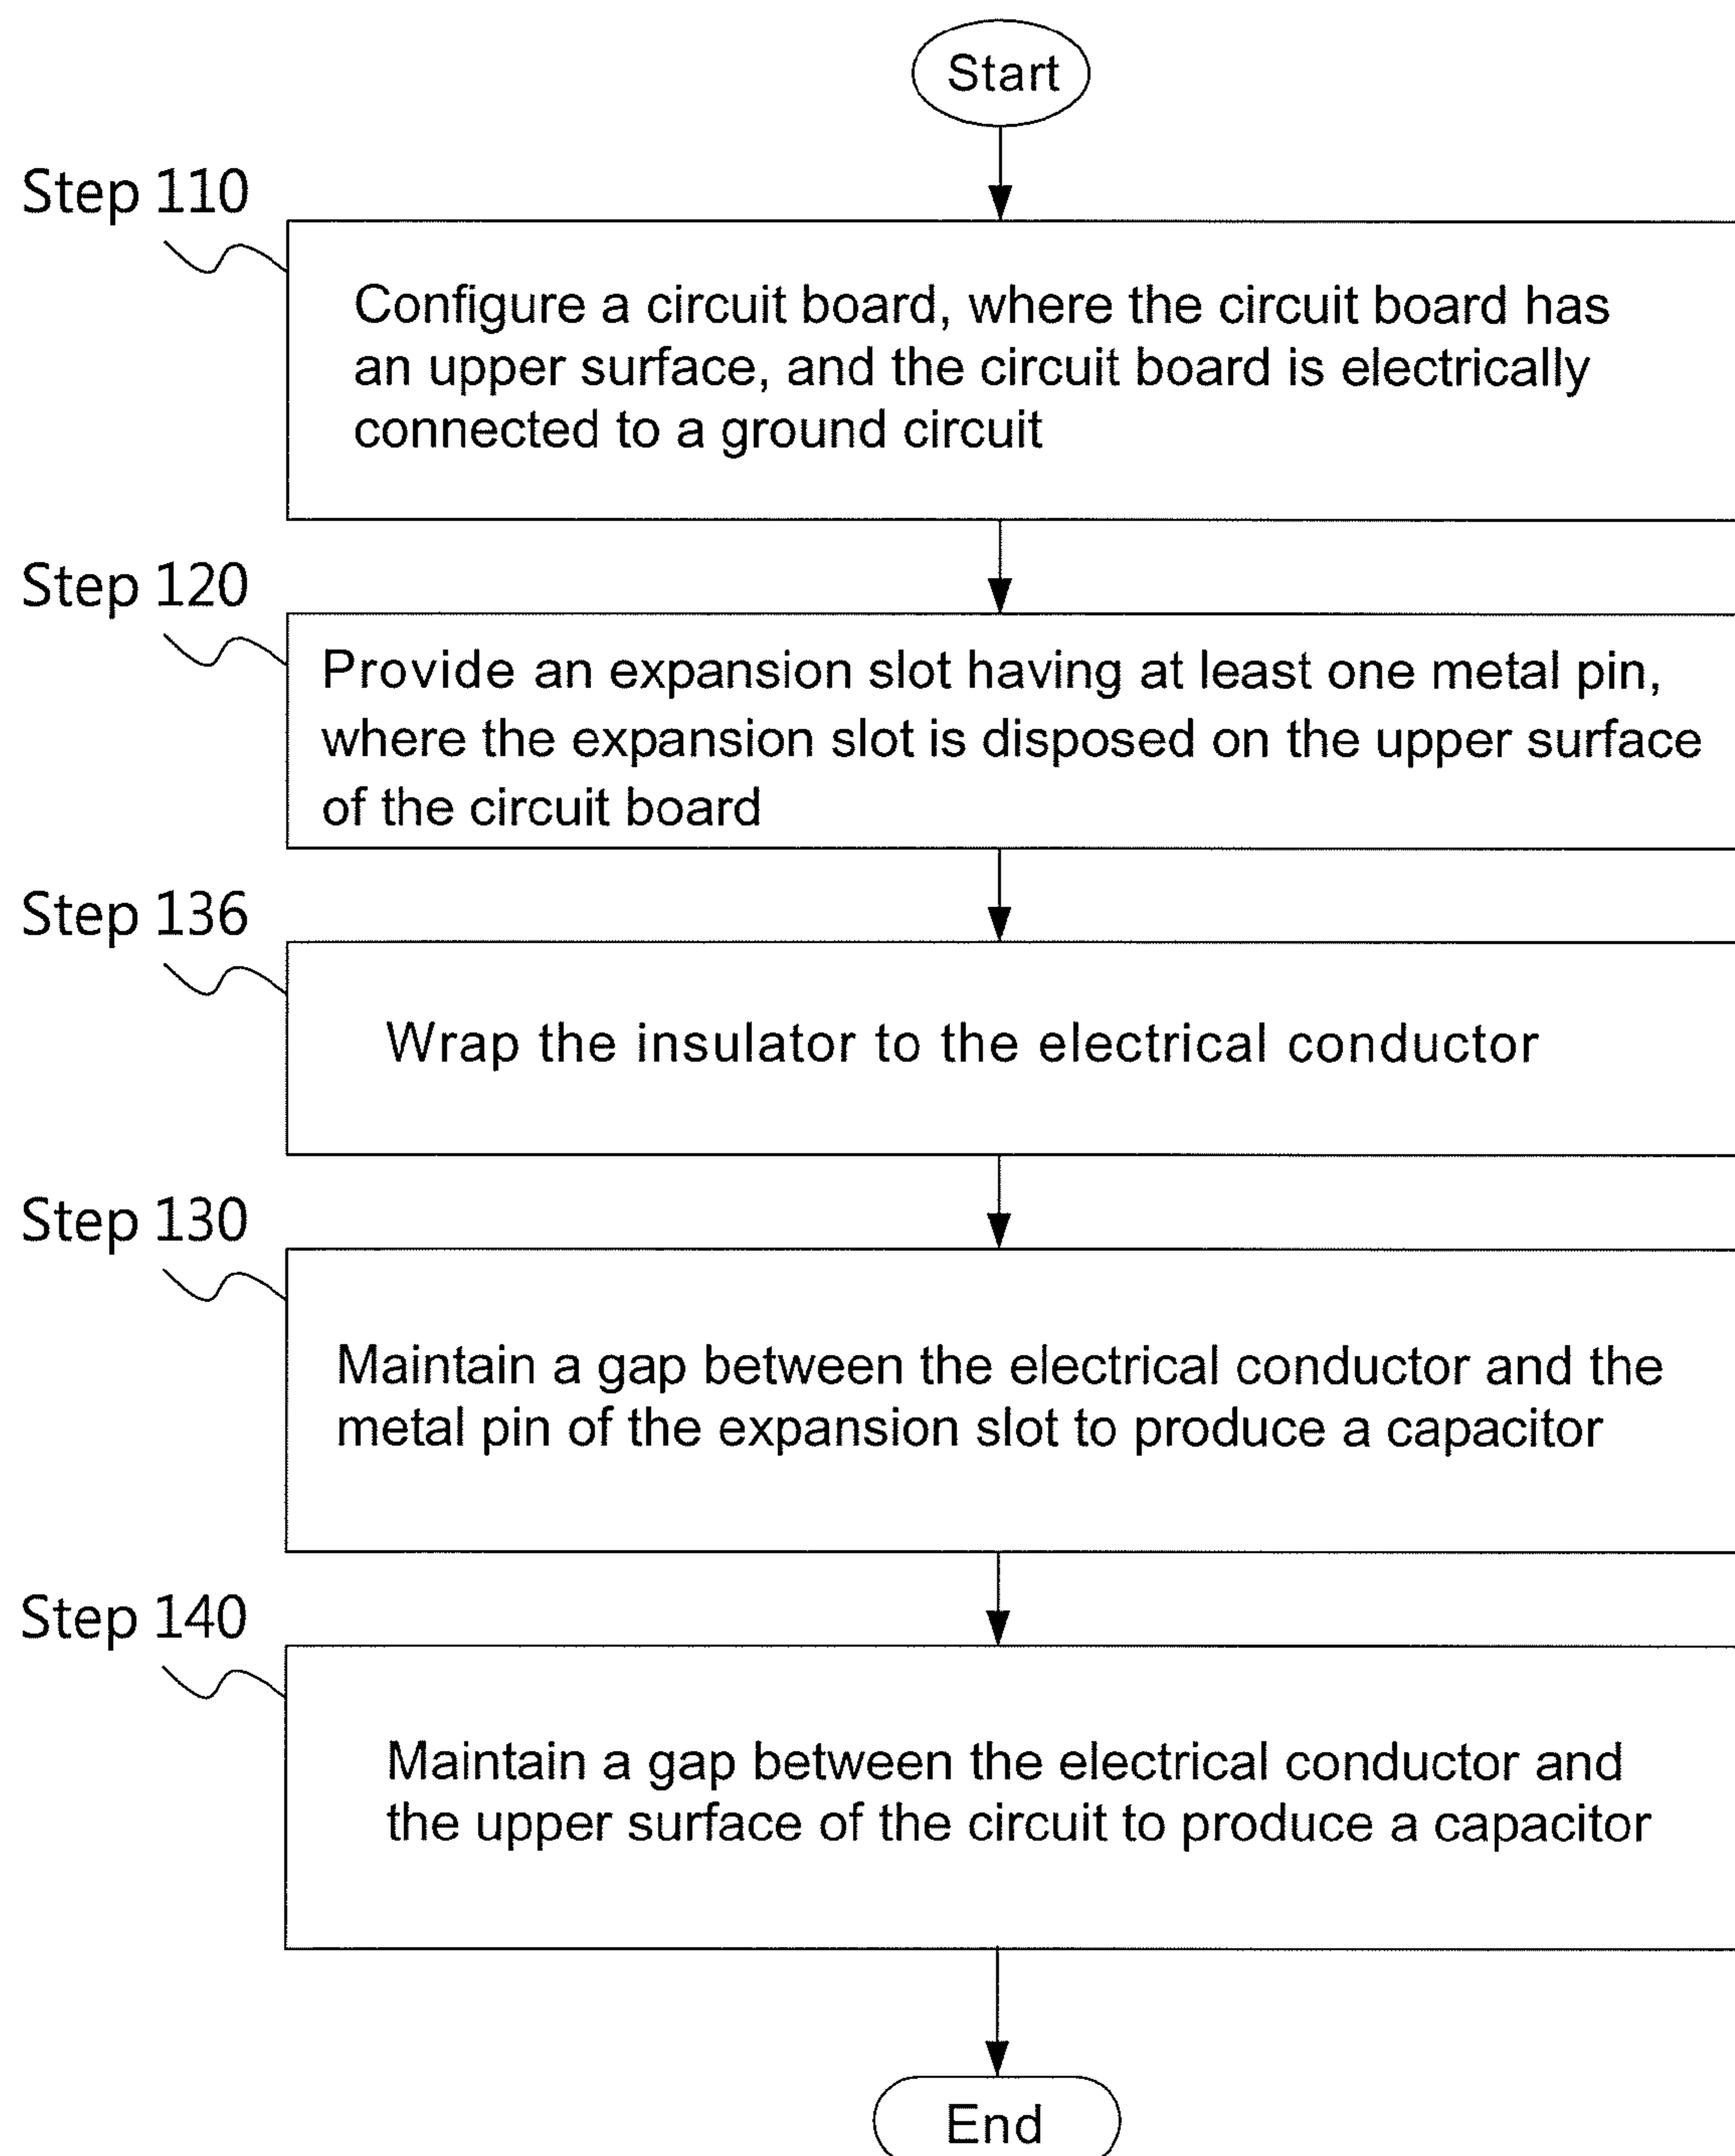 Start
Step 110
Configure a circuit board, where the circuit board has
an upper surface, and the circuit board is electrically
connected to a ground circuit
Step 120
Provide an expansion slot having at least one metal pin,
where the expansion slot is disposed on the upper surface
of the circuit board
Step 136
Wrap the insulator to the electrical conductor
Step 130
Maintain a gap between the electrical conductor and the
metal pin of the expansion slot to produce a capacitor
Step 140
Maintain a gap between the electrical conductor and
the upper surface of the circuit to produce a capacitor
End